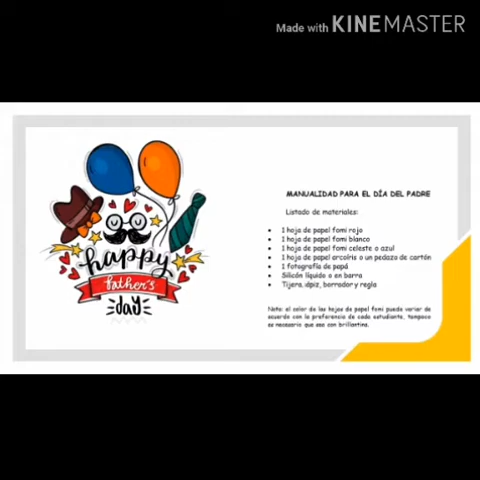 Made with KINEMASTER
happy
father's
day
MANUALIDAD PARA EL DÍA DEL PADRE
Listado de materiales:
1 hoja de papel fomi rojo
1 hoja de papel fomi blanco
1 hoja de papel fomi celeste o azul
1 hoja de papel arcoíris o un pedazo de cartón
1 fotografía de papá
Silicón líquido o en barra
Tijera, lápiz, borrador y regla
Nota: el color de las hojas de papel fomi puede variar de
acuerdo con la preferencia de cada estudiante, tampoco
es necesario que sea con brillantina.